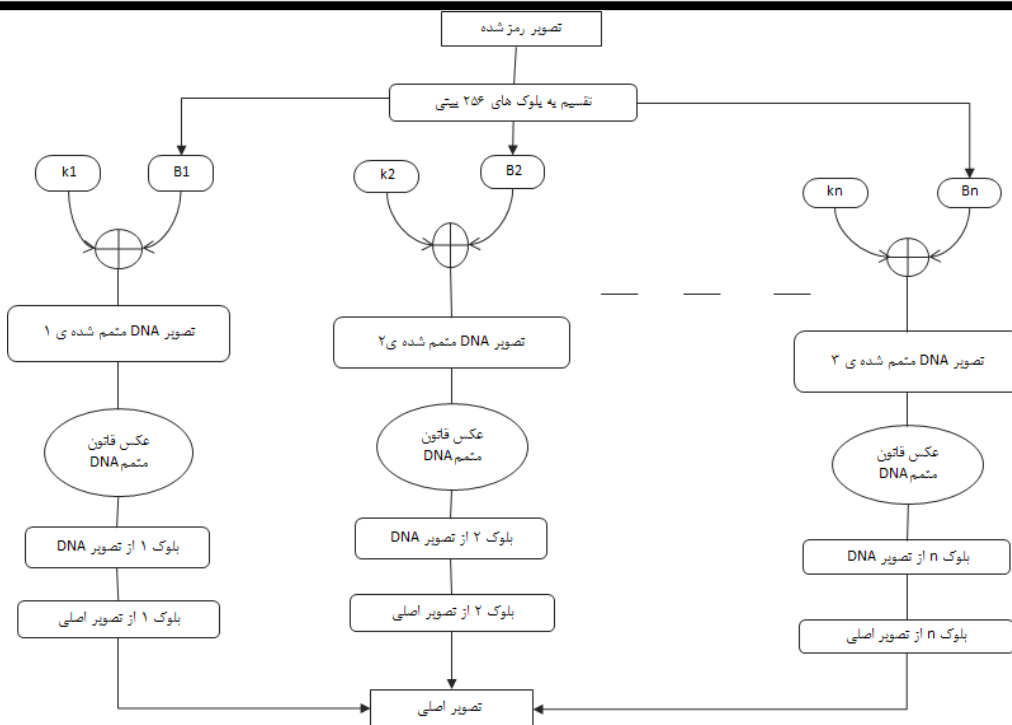 تصویر رمز شده
تقسیم به بلوک های ۲۵۶ بیتی
k1
B1
k2
B2
kn
Bn
تصویر DNA متمم شده ی ۱
تصویر DNA متمم شده ی۲
تصویر DNA متمم شده ی ۳
عکس قانون
متمم DNA
عکس قانون
متمم DNA
عکس قانون
متمم DNA
بلوک ۱ از تصویر DNA
بلوک ۲ از تصویر DNA
بلوک n از تصویر DNA
بلوک ۱ از تصویر اصلی
بلوک ۲ از تصویر اصلی
بلوک n از تصویر اصلی
تصویر اصلی